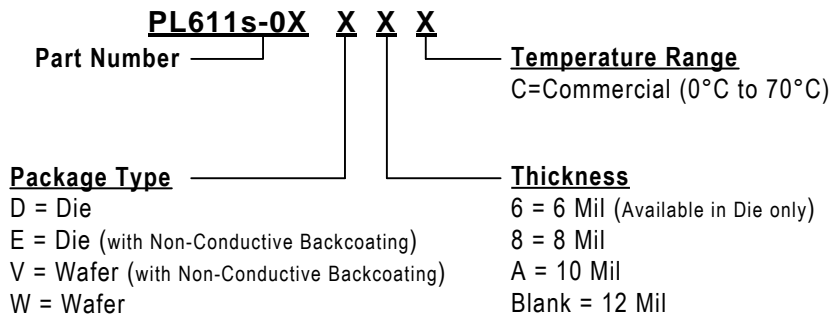 PL611s-0X X X X
Part Number
Temperature Range
C=Commercial (0°C to 70°C)
Package Type
D = Die
E = Die (with Non-Conductive Backcoating)
V = Wafer (with Non-Conductive Backcoating)
W = Wafer
Thickness
6 = 6 Mil (Available in Die only)
8 = 8 Mil
A = 10 Mil
Blank = 12 Mil